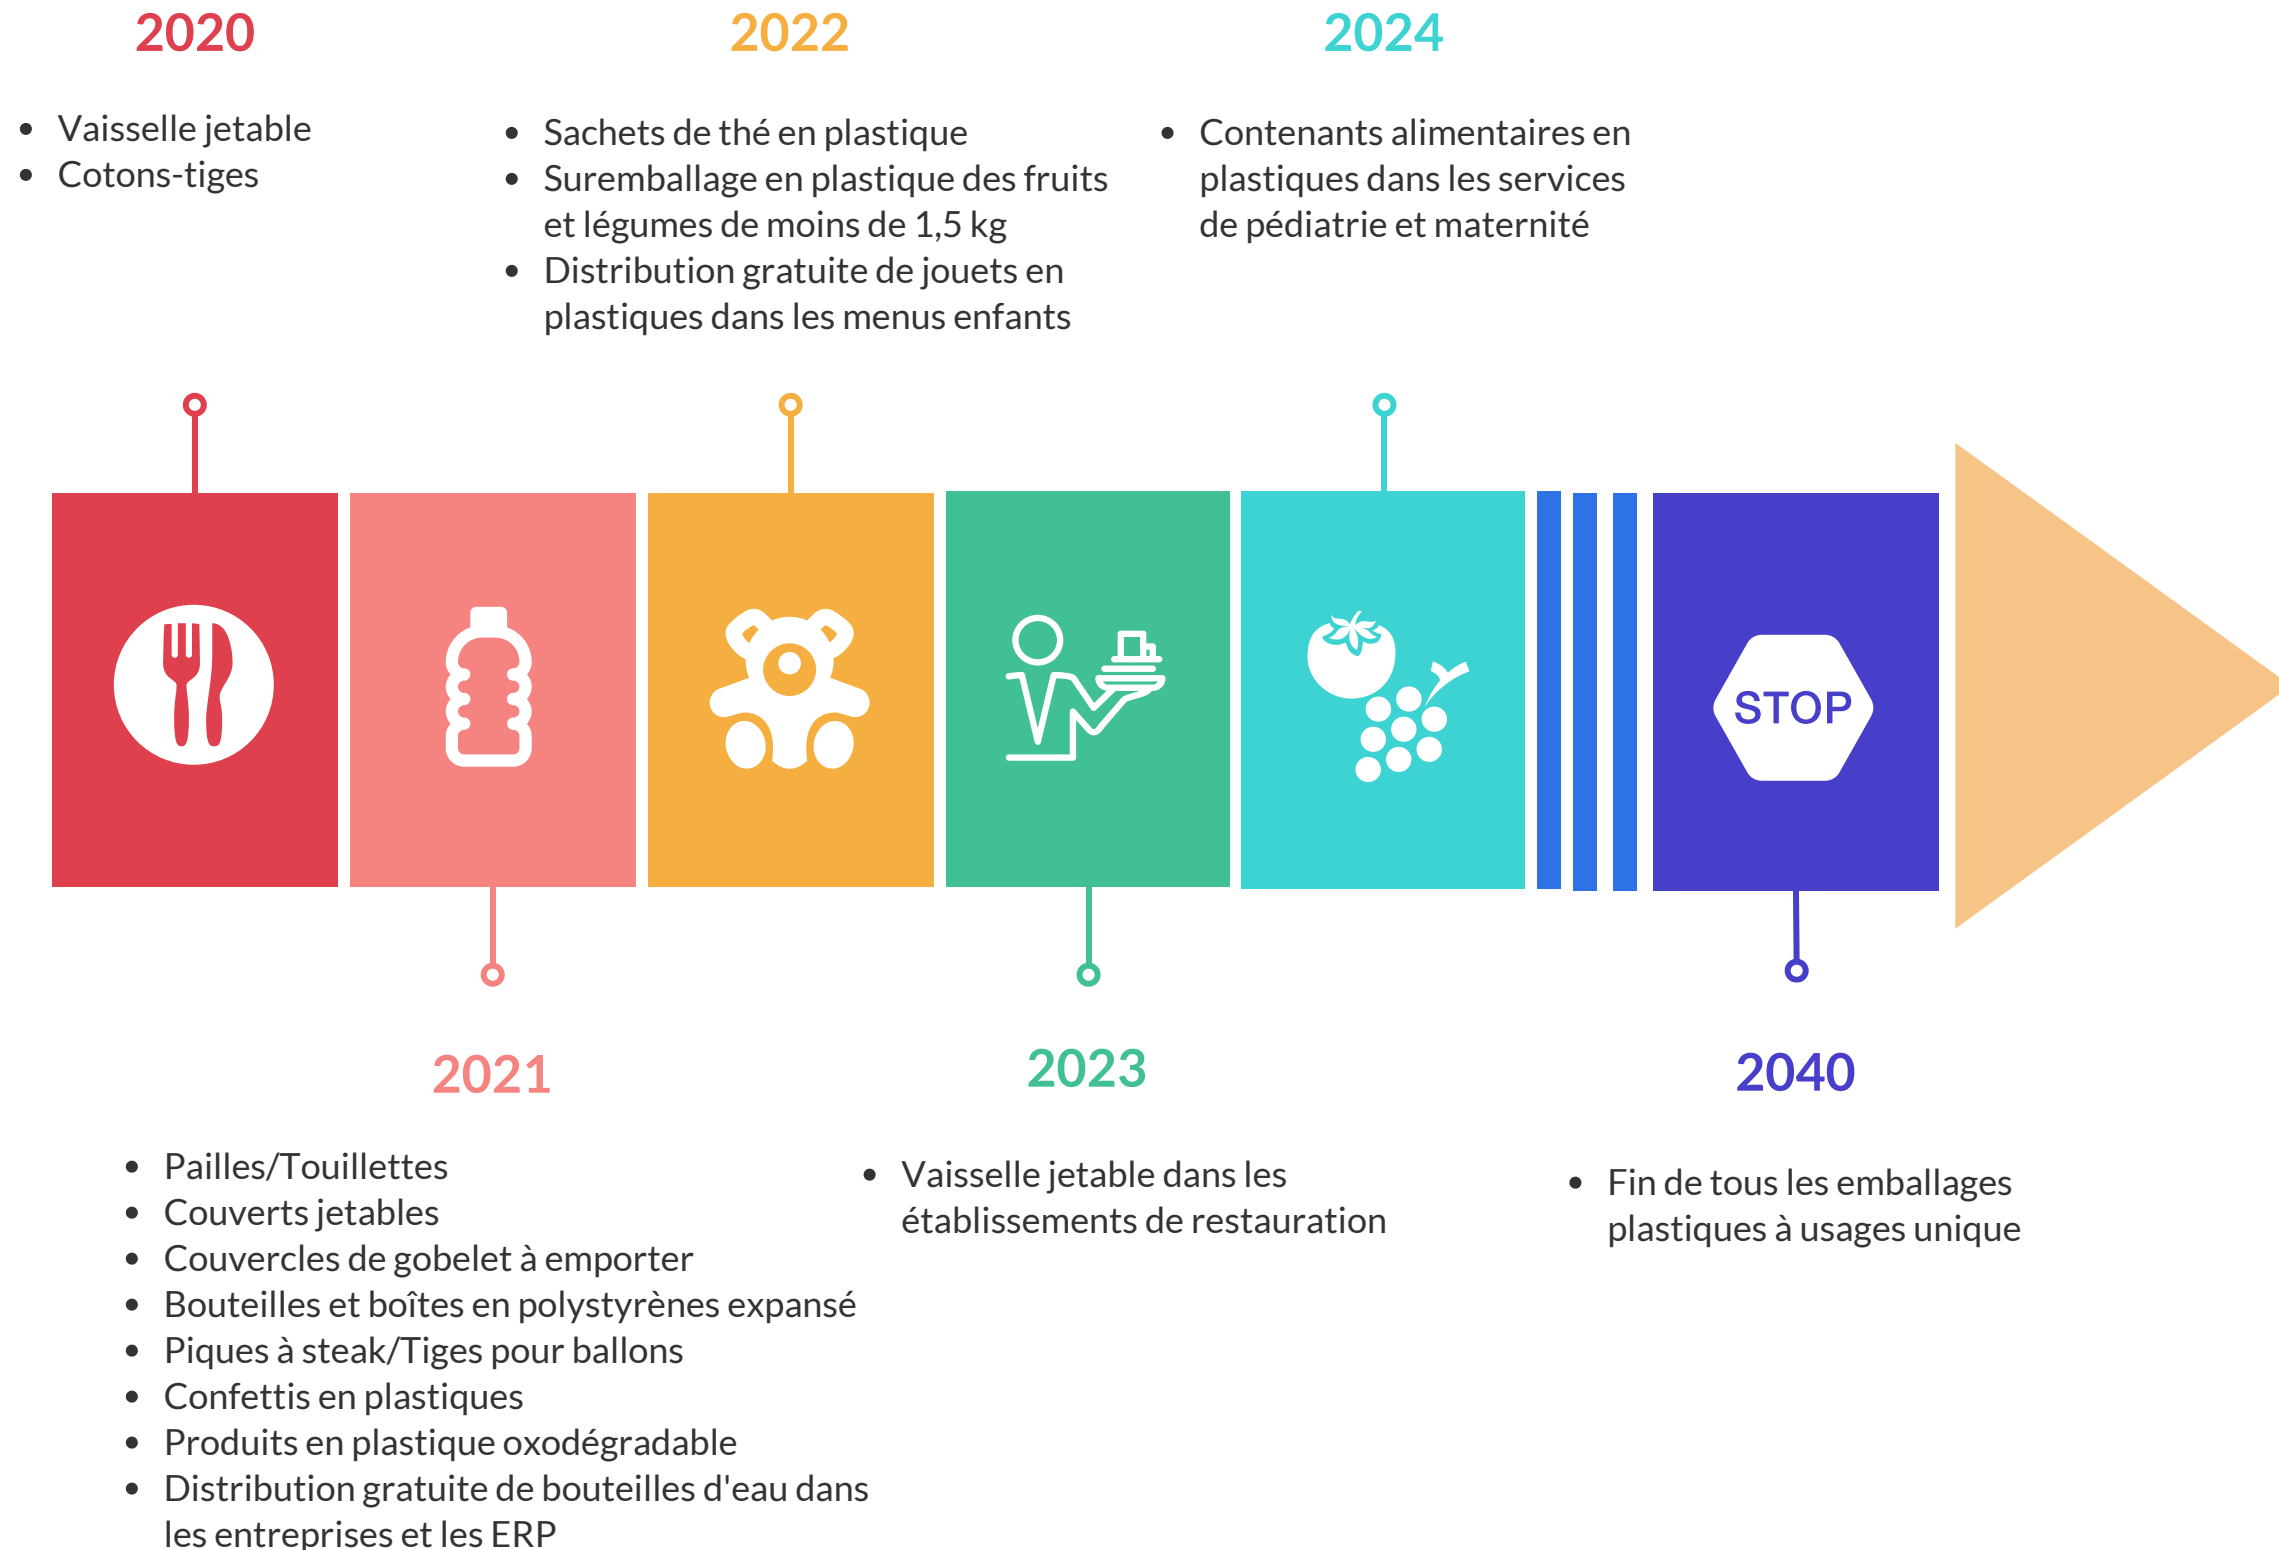 2020
• Vaisselle jetable
• Cotons-tiges
2022
• Sachets de thé en plastique
• Suremballage en plastique des fruits
et légumes de moins de 1,5 kg
• Distribution gratuite de jouets en
plastiques dans les menus enfants
2024
• Contenants alimentaires en
plastiques dans les services
de pédiatrie et maternité
STOP
2021
• Pailles/Touillettes
• Couverts jetables
• Couvercles de gobelet à emporter
• Bouteilles et boîtes en polystyrènes expansé
• Piques à steak/Tiges pour ballons
• Confettis en plastiques
• Produits en plastique oxodégradable
• Distribution gratuite de bouteilles d'eau dans
les entreprises et les ERP
2023
• Vaisselle jetable dans les
établissements de restauration
2040
• Fin de tous les emballages
plastiques à usages unique